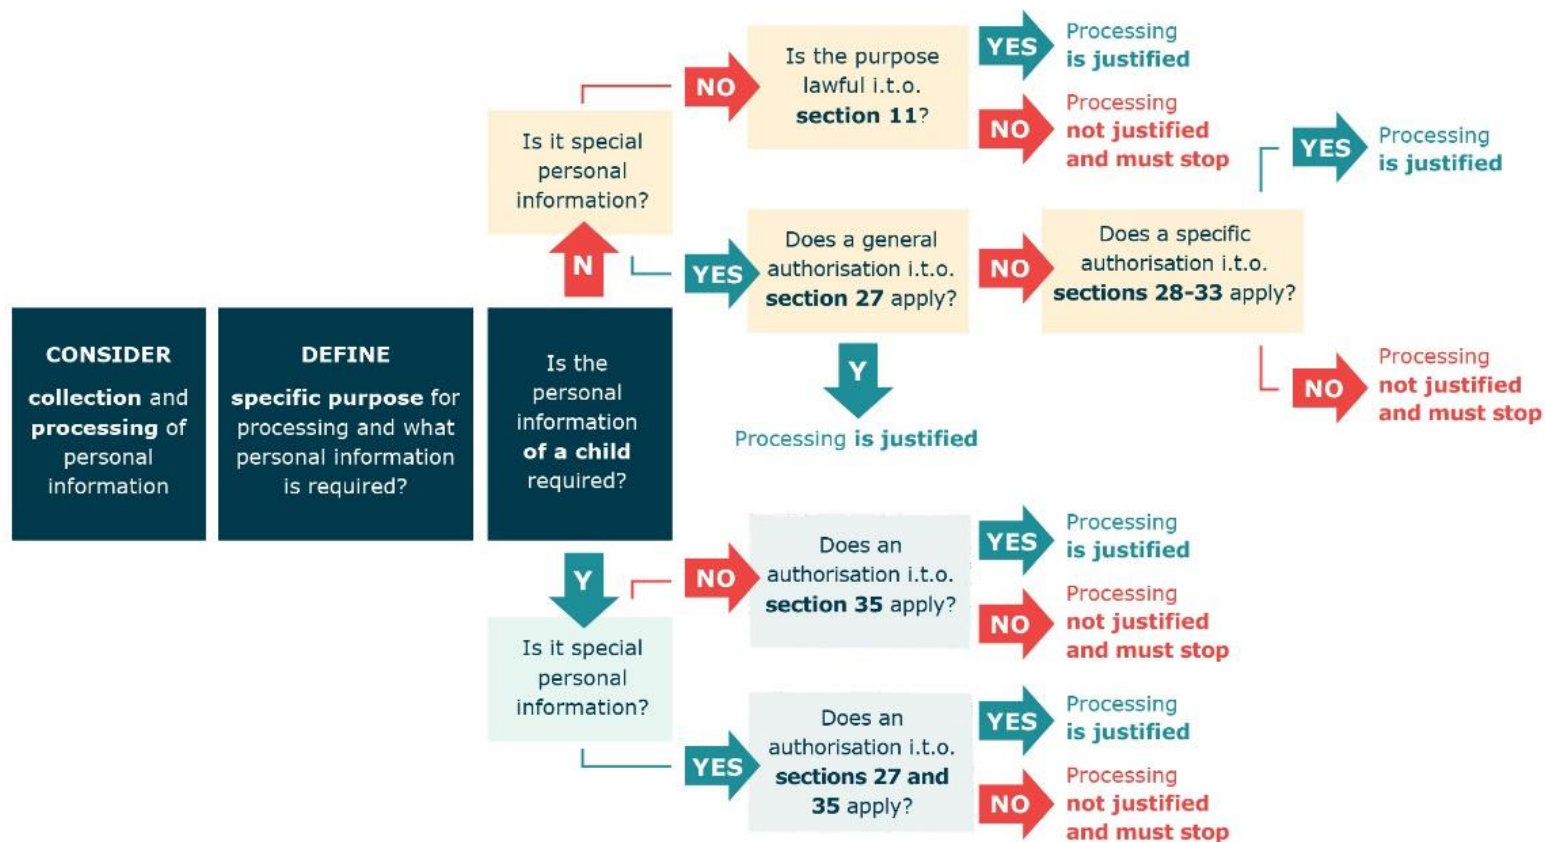 CONSIDER
collection and
processing of
personal
information
DEFINE
specific purpose for
processing and what
personal information
is required?
Is the
personal
information
of a child
required?
N
Is it special
personal
information?
NO
Is the purpose
lawful i.t.o.
section 11?
YES
Processing
is justified
NO
Processing
not justified
and must stop
YES
Does a general
authorisation i.t.o.
section 27 apply?
Y
Processing is justified
NO
Does a specific
authorisation i.t.o.
sections 28-33 apply?
YES
Processing
is justified
NO
Processing
not justified
and must stop
Y
Is it special
personal
information?
NO
Does an
authorisation i.t.o.
section 35 apply?
YES
Processing
is justified
NO
Processing
not justified
and must stop
YES
Does an
authorisation i.t.o.
sections 27 and
35 apply?
YES
Processing
is justified
NO
Processing
not justified
and must stop